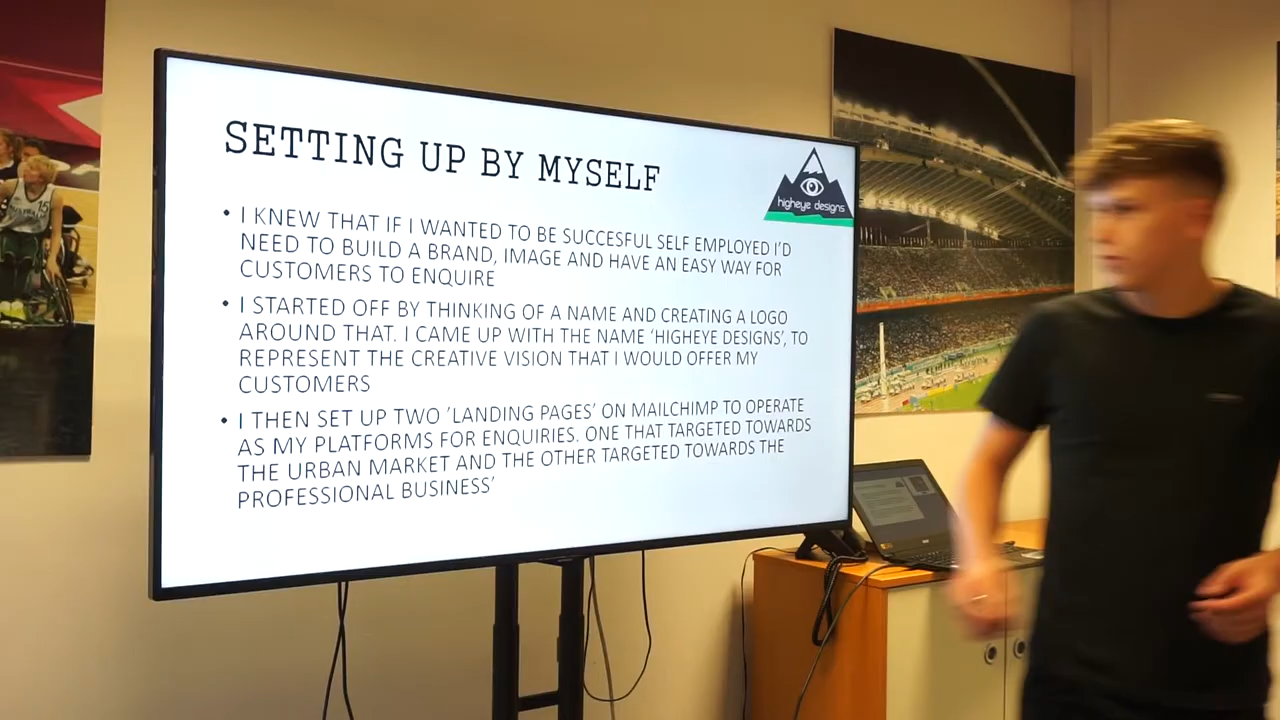 SETTING UP BY MYSELF
higheye designs
• I KNEW THAT IF I WANTED TO BE SUCCESFUL SELF EMPLOYED I'D
NEED TO BUILD A BRAND, IMAGE AND HAVE AN EASY WAY FOR
CUSTOMERS TO ENQUIRE
• I STARTED OFF BY THINKING OF A NAME AND CREATING A LOGO
AROUND THAT. I CAME UP WITH THE NAME 'HIGHEYE DESIGNS', TO
REPRESENT THE CREATIVE VISION THAT I WOULD OFFER MY
CUSTOMERS
• I THEN SET UP TWO 'LANDING PAGES' ON MAILCHIMP TO OPERATE
AS MY PLATFORMS FOR ENQUIRIES. ONE THAT TARGETED TOWARDS
THE URBAN MARKET AND THE OTHER TARGETED TOWARDS THE
PROFESSIONAL BUSINESS'
15